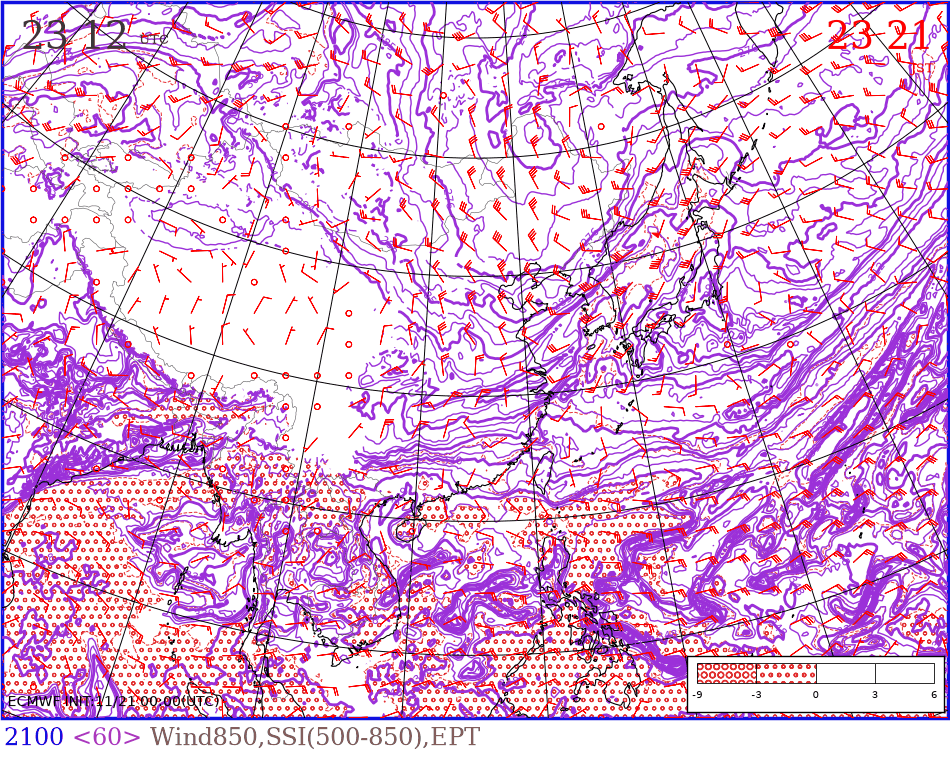 23 12 UTC
23 21
JST
ECMWF.INIT:11/21 00:00(UTC)
-9 -3 0 3 6
2100 <60> Wind850,SSI(500-850),EPT